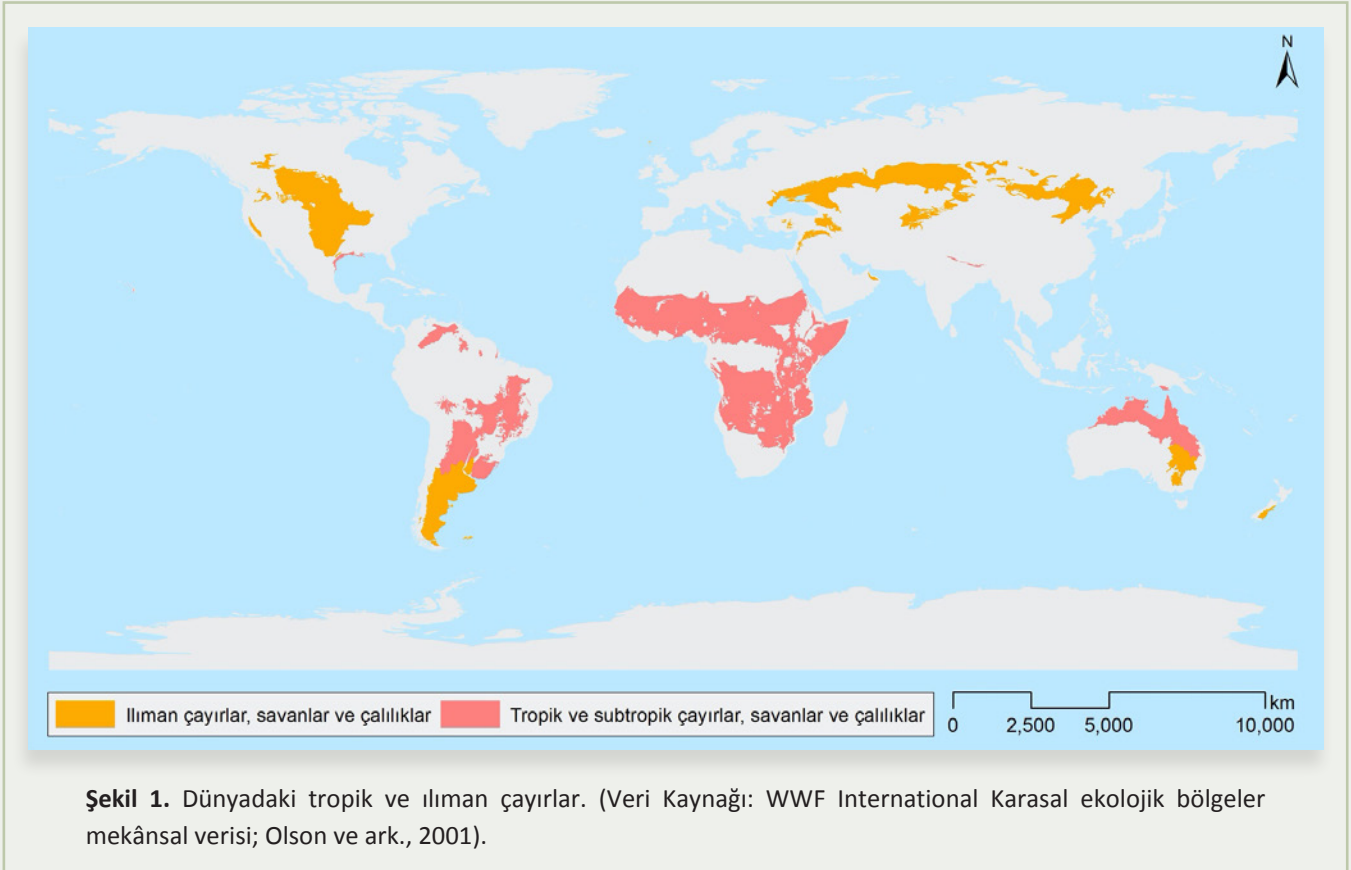 N
Ilıman çayırlar, savanlar ve çalılıklar
Tropik ve subtropik çayırlar, savanlar ve çalılıklar
km
0 2,500 5,000 10,000
Şekil 1. Dünyadaki tropik ve ılıman çayırlar. (Veri Kaynağı: WWF International Karasal ekolojik bölgeler
mekânsal verisi; Olson ve ark., 2001).